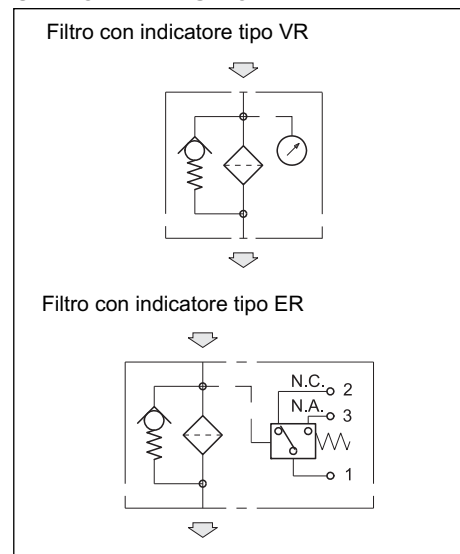 Filtro con indicatore tipo VR
Filtro con indicatore tipo ER
N.C. 2
N.A. 3
1